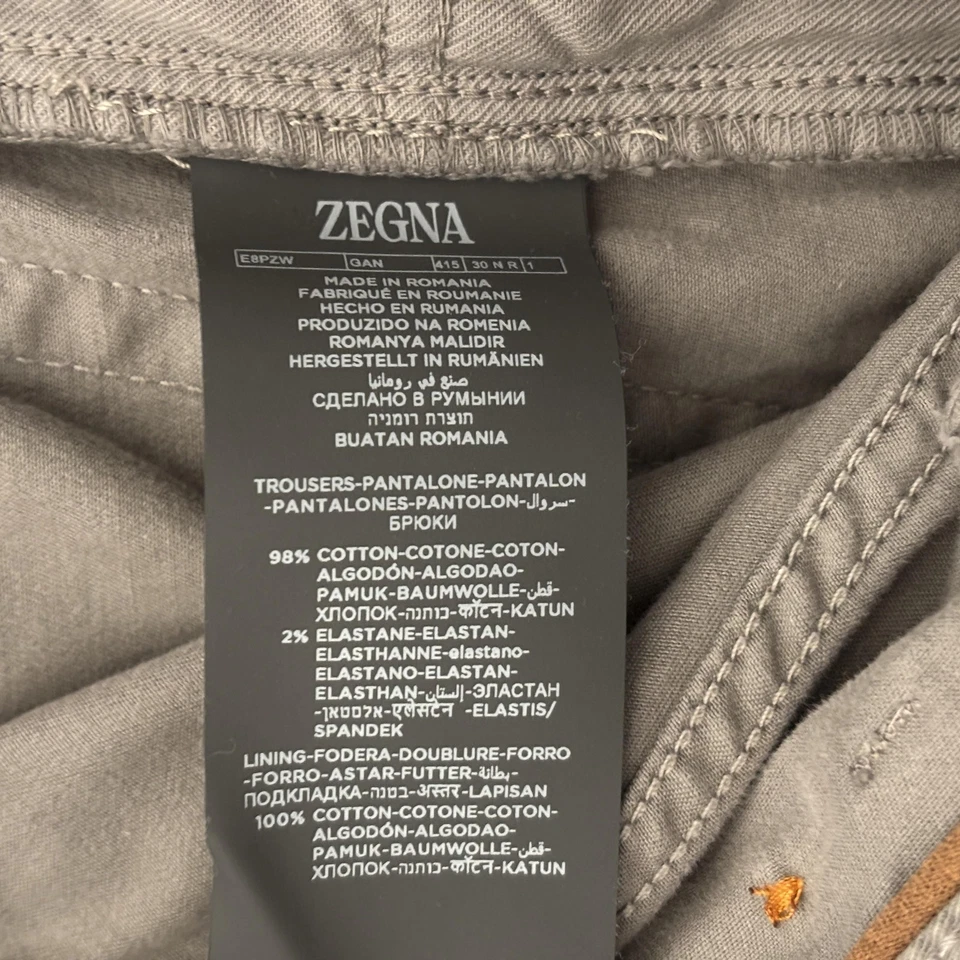 ZEGNA
E8PZW GAN 415 30 N R 1
MADE IN ROMANIA
FABRIQUÉ EN ROUMANIE
HECHO EN RUMANIA
PRODUZIDO NA ROMENIA
ROMANYA MALIDIR
HERGESTELLT IN RUMÄNIEN
صنع في رومانيا
СДЕЛАНО В РУМЫНИИ
תוצרת רומניה
BUATAN ROMANIA
TROUSERS-PANTALONE-PANTALON
-PANTALONES-PANTOLON-سروال-
БРЮКИ
98% COTTON-COTONE-COTON-
ALGODÓN-ALGODAO-
PAMUK-BAUMWOLLE-قطن-
ХЛОПОК-כותנה-कॉटन-KATUN
2% ELASTANE-ELASTAN-
ELASTHANNE-elastano-
ELASTANO-ELASTAN-
ELASTHAN-إلستان-ЭЛАСТАН
-אלסטאן-एलेसटेन -ELASTIS/
SPANDEK
LINING-FODERA-DOUBLURE-FORRO
-FORRO-ASTAR-FUTTER-بطانة-
ПОДКЛАДКА-בטנה-अस्तर-LAPISAN
100% COTTON-COTONE-COTON-
ALGODÓN-ALGODAO-
PAMUK-BAUMWOLLE-قطن-
ХЛОПОК-כותנה-कॉटन-KATUN